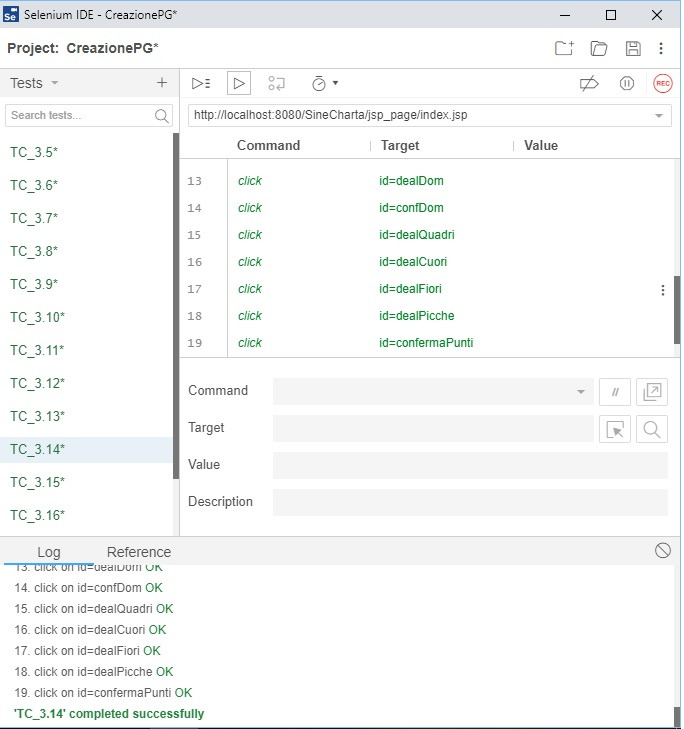 Selenium IDE - CreazionePG*
Project: CreazionePG*
Tests
Search tests...
TC_3.5*
TC_3.6*
TC_3.7*
TC_3.8*
TC_3.9*
TC_3.10*
TC_3.11*
TC_3.12*
TC_3.13*
TC_3.14*
TC_3.15*
TC_3.16*
REC
http://localhost:8080/SineCharta/jsp_page/index.jsp
Command Target Value
13 click id=dealDom
14 click id=confDom
15 click id=dealQuadri
16 click id=dealCuori
17 click id=dealFiori
18 click id=dealPicche
19 click id=confermaPunti
Command //
Target
Value
Description
Log Reference
13. click on id=dealDom OK
14. click on id=confDom OK
15. click on id=dealQuadri OK
16. click on id=dealCuori OK
17. click on id=dealFiori OK
18. click on id=dealPicche OK
19. click on id=confermaPunti OK
'TC_3.14' completed successfully